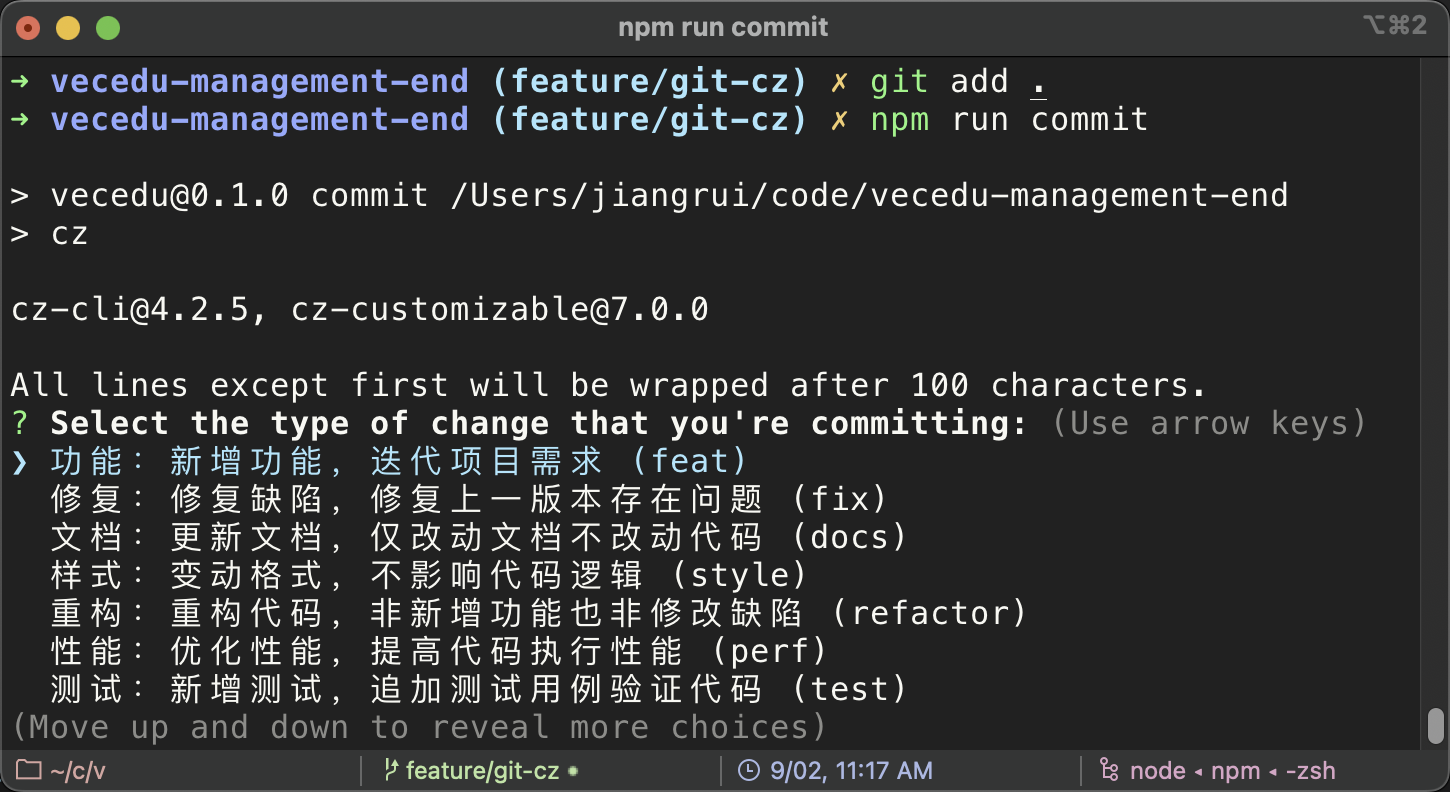 npm run commit
⌥⌘2
➜ vecedu-management-end (feature/git-cz) ✗ git add .
➜ vecedu-management-end (feature/git-cz) ✗ npm run commit
> vecedu@0.1.0 commit /Users/jiangrui/code/vecedu-management-end
> cz
cz-cli@4.2.5, cz-customizable@7.0.0
All lines except first will be wrapped after 100 characters.
? Select the type of change that you're committing: (Use arrow keys)
❯ 功能：新增功能，迭代项目需求 (feat)
修复：修复缺陷，修复上一版本存在问题 (fix)
文档：更新文档，仅改动文档不改动代码 (docs)
样式：变动格式，不影响代码逻辑 (style)
重构：重构代码，非新增功能也非修改缺陷 (refactor)
性能：优化性能，提高代码执行性能 (perf)
测试：新增测试，追加测试用例验证代码 (test)
(Move up and down to reveal more choices)
~/c/v
feature/git-cz •
9/02, 11:17 AM
node ◂ npm ◂ -zsh